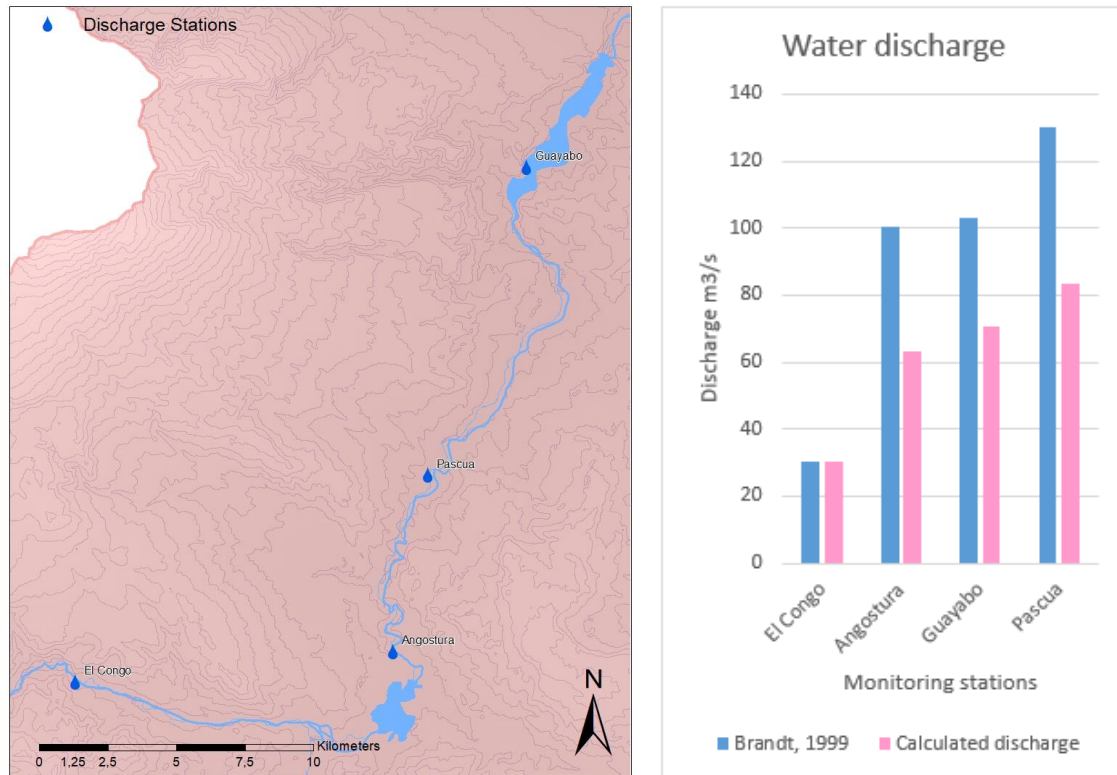 Discharge Stations
Guayabo
Pascua
Angostura
El Congo
N
Kilometers
0 1,25 2,5 5 7,5 10
Water discharge
140
120
100
80
60
40
20
0
Discharge m3/s
El Congo
Angostura
Guayabo
Pascua
Monitoring stations
Brandt, 1999 Calculated discharge